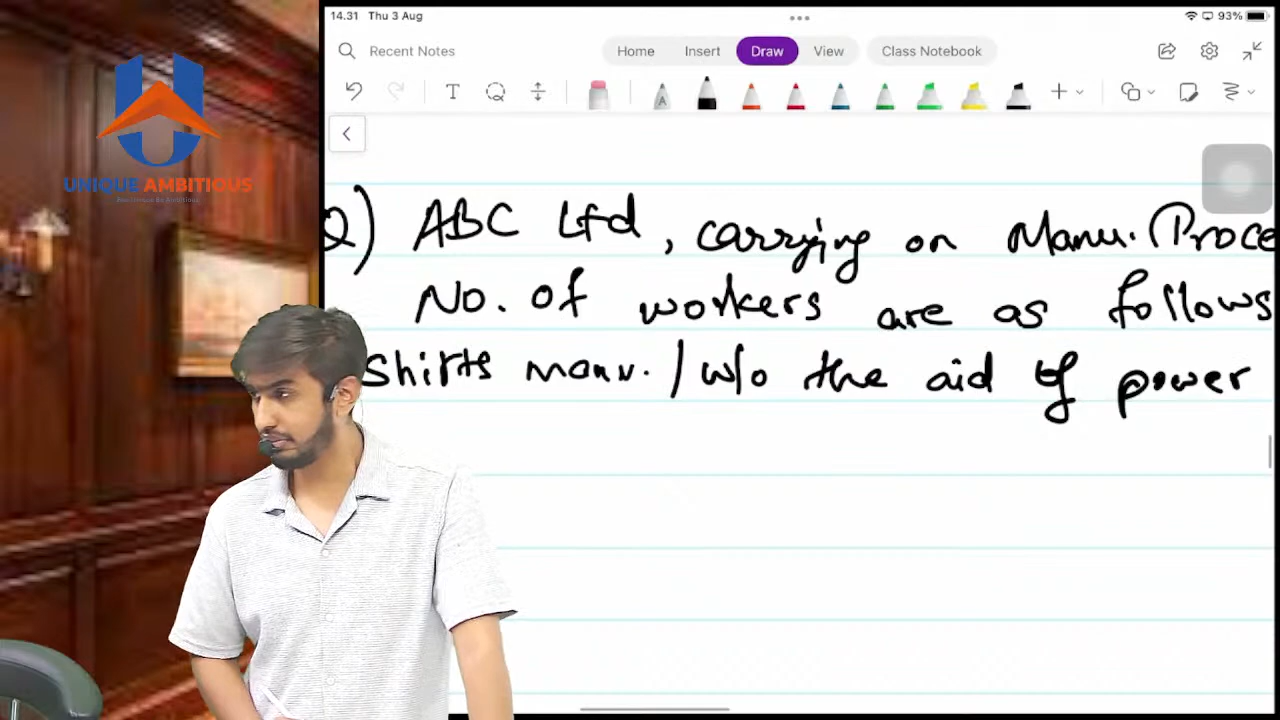 14.31 Thu 3 Aug
93%
Recent Notes
Home Insert Draw View Class Notebook
UNIQUE AMBITIOUS
Q) ABC Ltd, carrying on Manu. Proce
No. of workers are as follows
Shifts manu. / w/o the aid of power